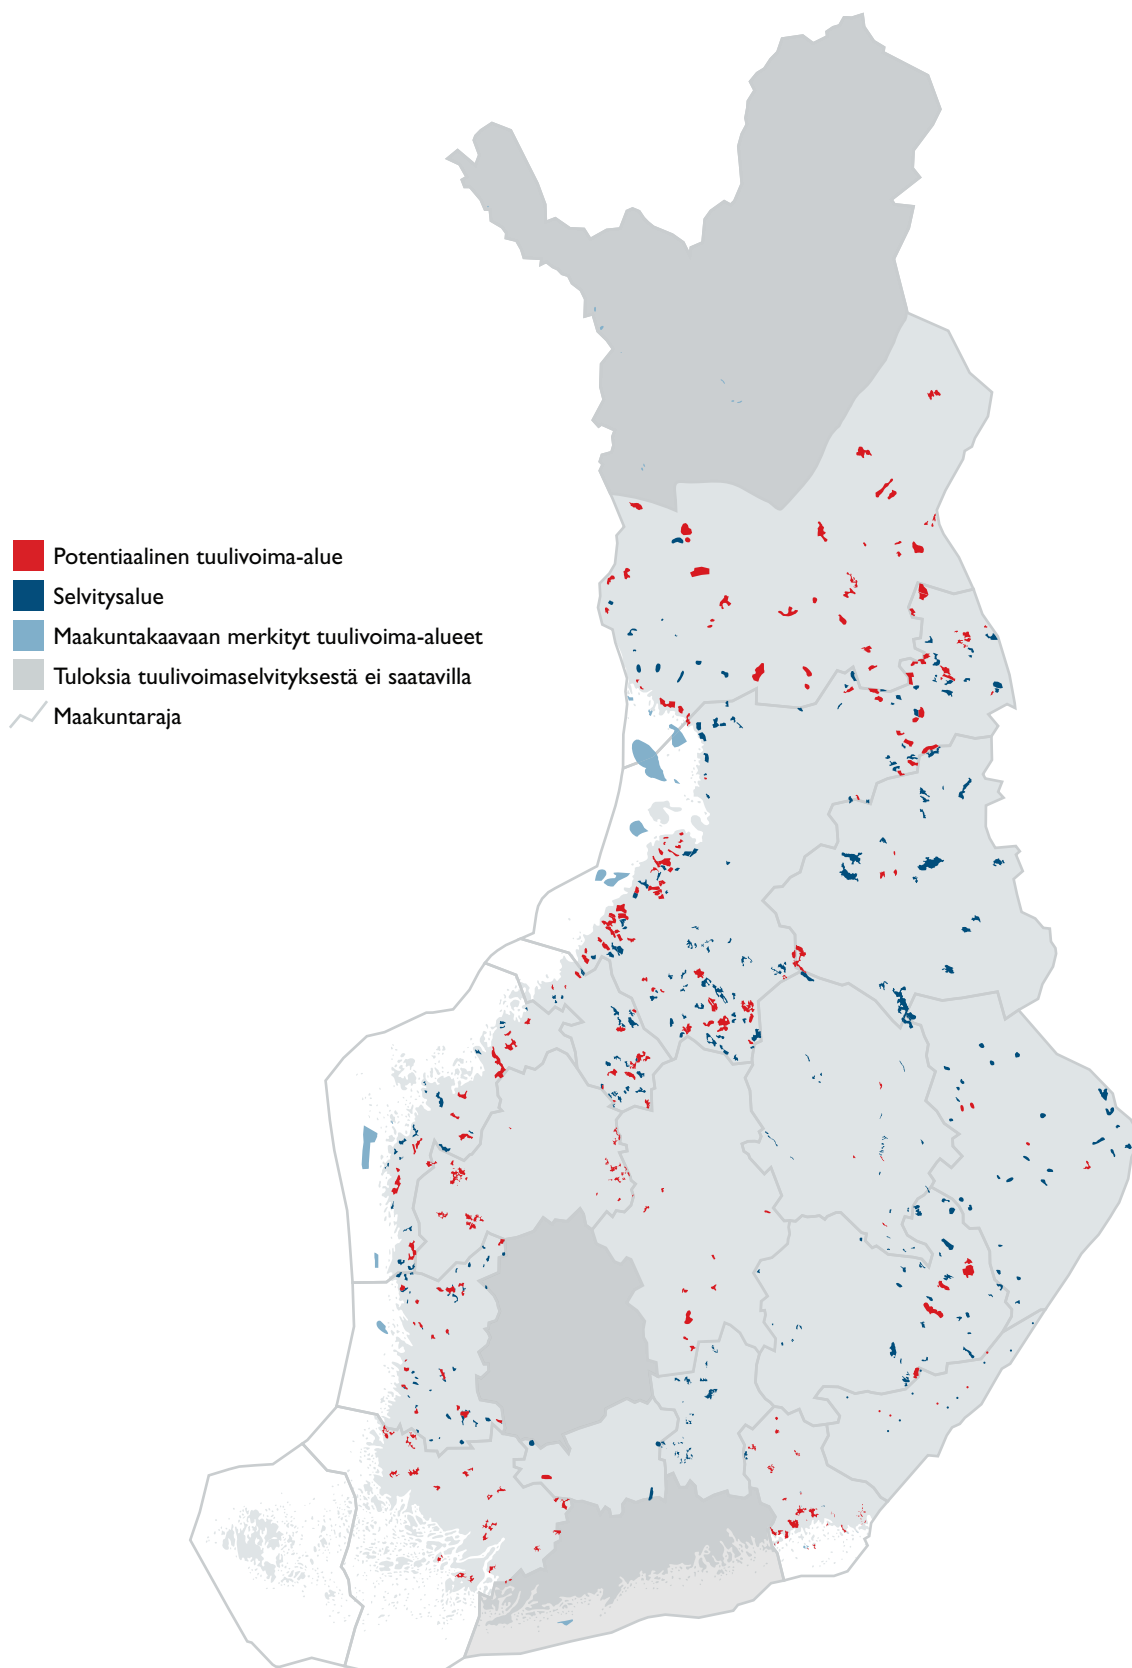 Potentiaalinen tuulivoima-alue
Selvitysalue
Maakuntakaavaan merkityt tuulivoima-alueet
Tuloksia tuulivoimaselvityksestä ei saatavilla
Maakuntaraja